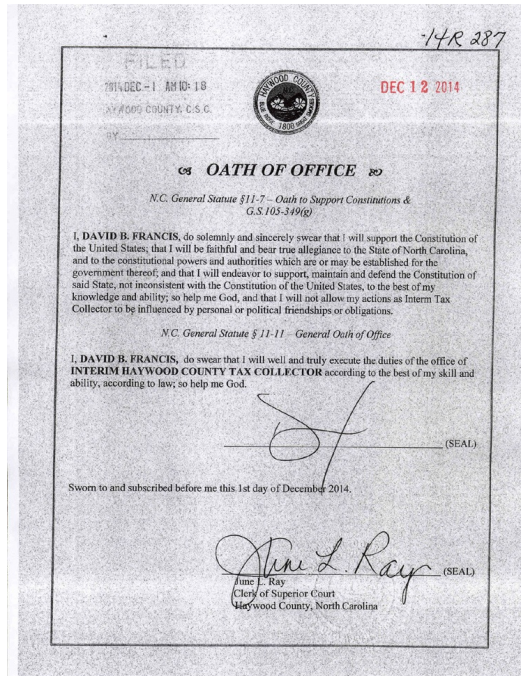 14R 287
FILED
2014 DEC -1 AM 10: 18
HAYWOOD COUNTY, C.S.C.
BY
DEC 12 2014
HAYWOOD COUNTY
1808
OATH OF OFFICE
N.C. General Statute §11-7 – Oath to Support Constitutions &
G.S.105-349(g)
I, DAVID B. FRANCIS, do solemnly and sincerely swear that I will support the Constitution of
the United States; that I will be faithful and bear true allegiance to the State of North Carolina,
and to the constitutional powers and authorities which are or may be established for the
government thereof; and that I will endeavor to support, maintain and defend the Constitution of
said State, not inconsistent with the Constitution of the United States, to the best of my
knowledge and ability; so help me God, and that I will not allow my actions as Interm Tax
Collector to be influenced by personal or political friendships or obligations.
N.C. General Statute § 11-11 – General Oath of Office
I, DAVID B. FRANCIS, do swear that I will well and truly execute the duties of the office of
INTERIM HAYWOOD COUNTY TAX COLLECTOR according to the best of my skill and
ability, according to law; so help me God.
(SEAL)
Sworn to and subscribed before me this 1st day of December 2014.
June L. Ray (SEAL)
June L. Ray
Clerk of Superior Court
Haywood County, North Carolina